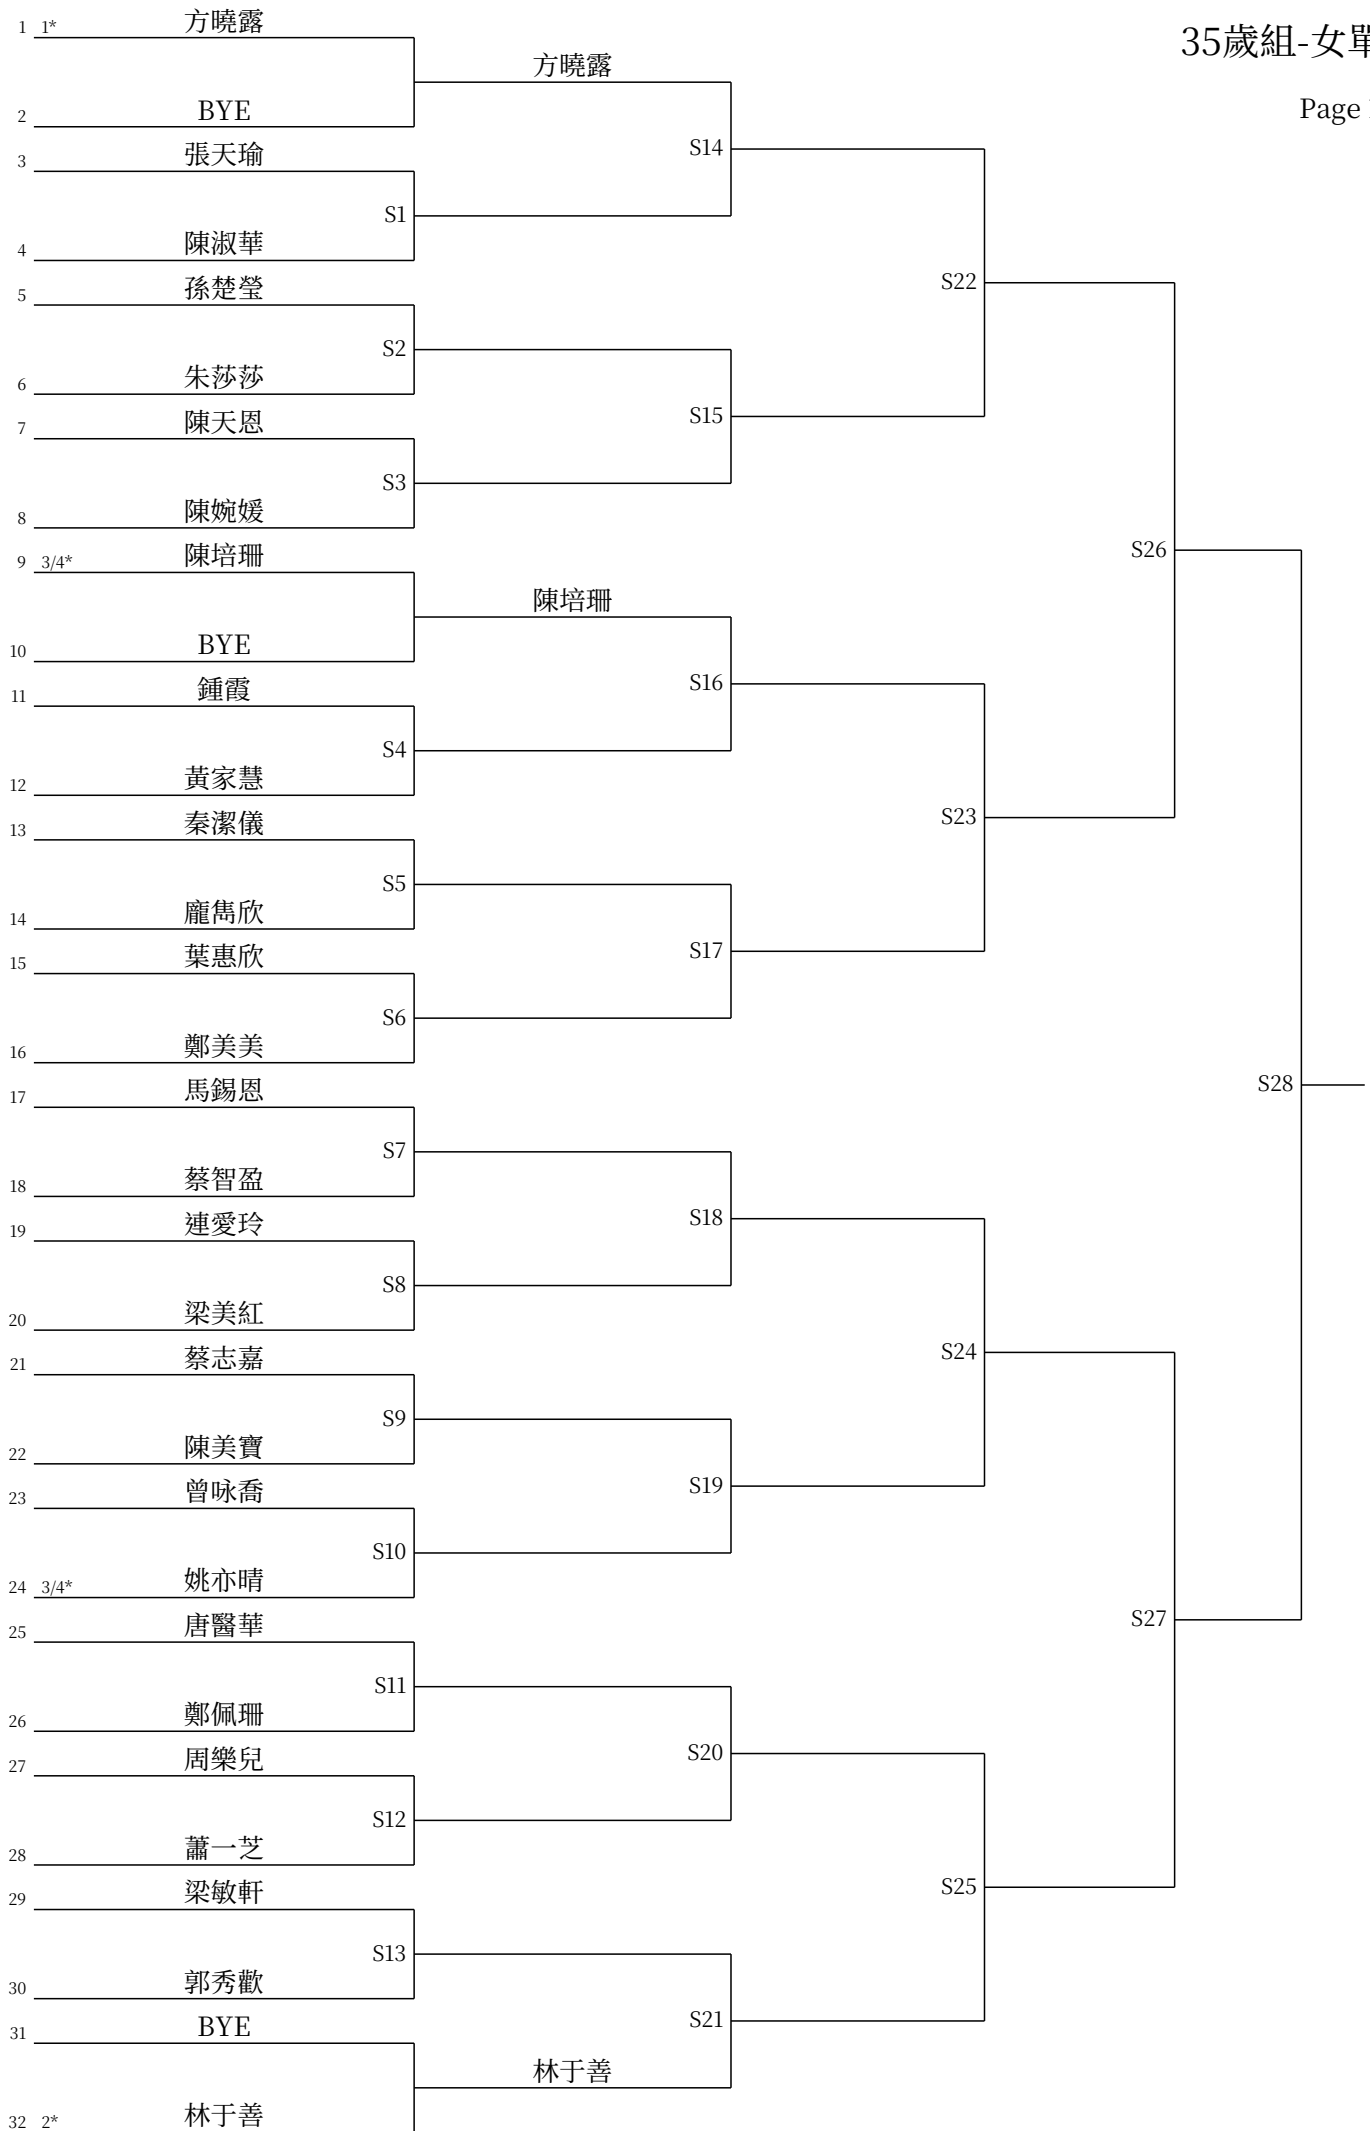 35歲組-女單
Page
1 1* 方曉露
方曉露
2 BYE
S14
3 張天瑜
S1
4 陳淑華
S22
5 孫楚瑩
S2
6 朱莎莎
S15
7 陳天恩
S3
8 陳婉媛
S26
9 3/4* 陳培珊
陳培珊
10 BYE
S16
11 鍾霞
S4
12 黃家慧
S23
13 秦潔儀
S5
14 龐雋欣
S17
15 葉惠欣
S6
16 鄭美美
S28
17 馬錫恩
S7
18 蔡智盈
S18
19 連愛玲
S8
20 梁美紅
S24
21 蔡志嘉
S9
22 陳美寶
S19
23 曾咏喬
S10
24 3/4* 姚亦晴
S27
25 唐醫華
S11
26 鄭佩珊
S20
27 周樂兒
S12
28 蕭一芝
S25
29 梁敏軒
S13
30 郭秀歡
S21
31 BYE
林于善
32 2* 林于善